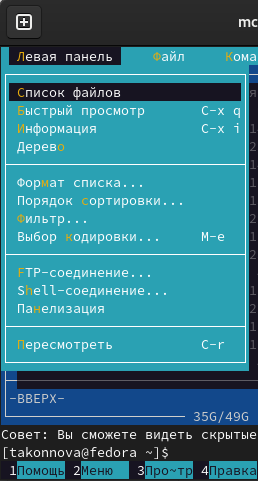 mc
Левая панель Файл Кома
Список файлов
Быстрый просмотр C-x q
Информация C-x i
Дерево
Формат списка...
Порядок сортировки...
Фильтр...
Выбор кодировки... M-e
FTP-соединение...
Shell-соединение...
Панелизация
Пересмотреть C-r
-ВВЕРХ-
35G/49G
Совет: Вы сможете видеть скрытые
[takonnova@fedora ~]$
1Помощь 2Меню 3Про~тр 4Правка